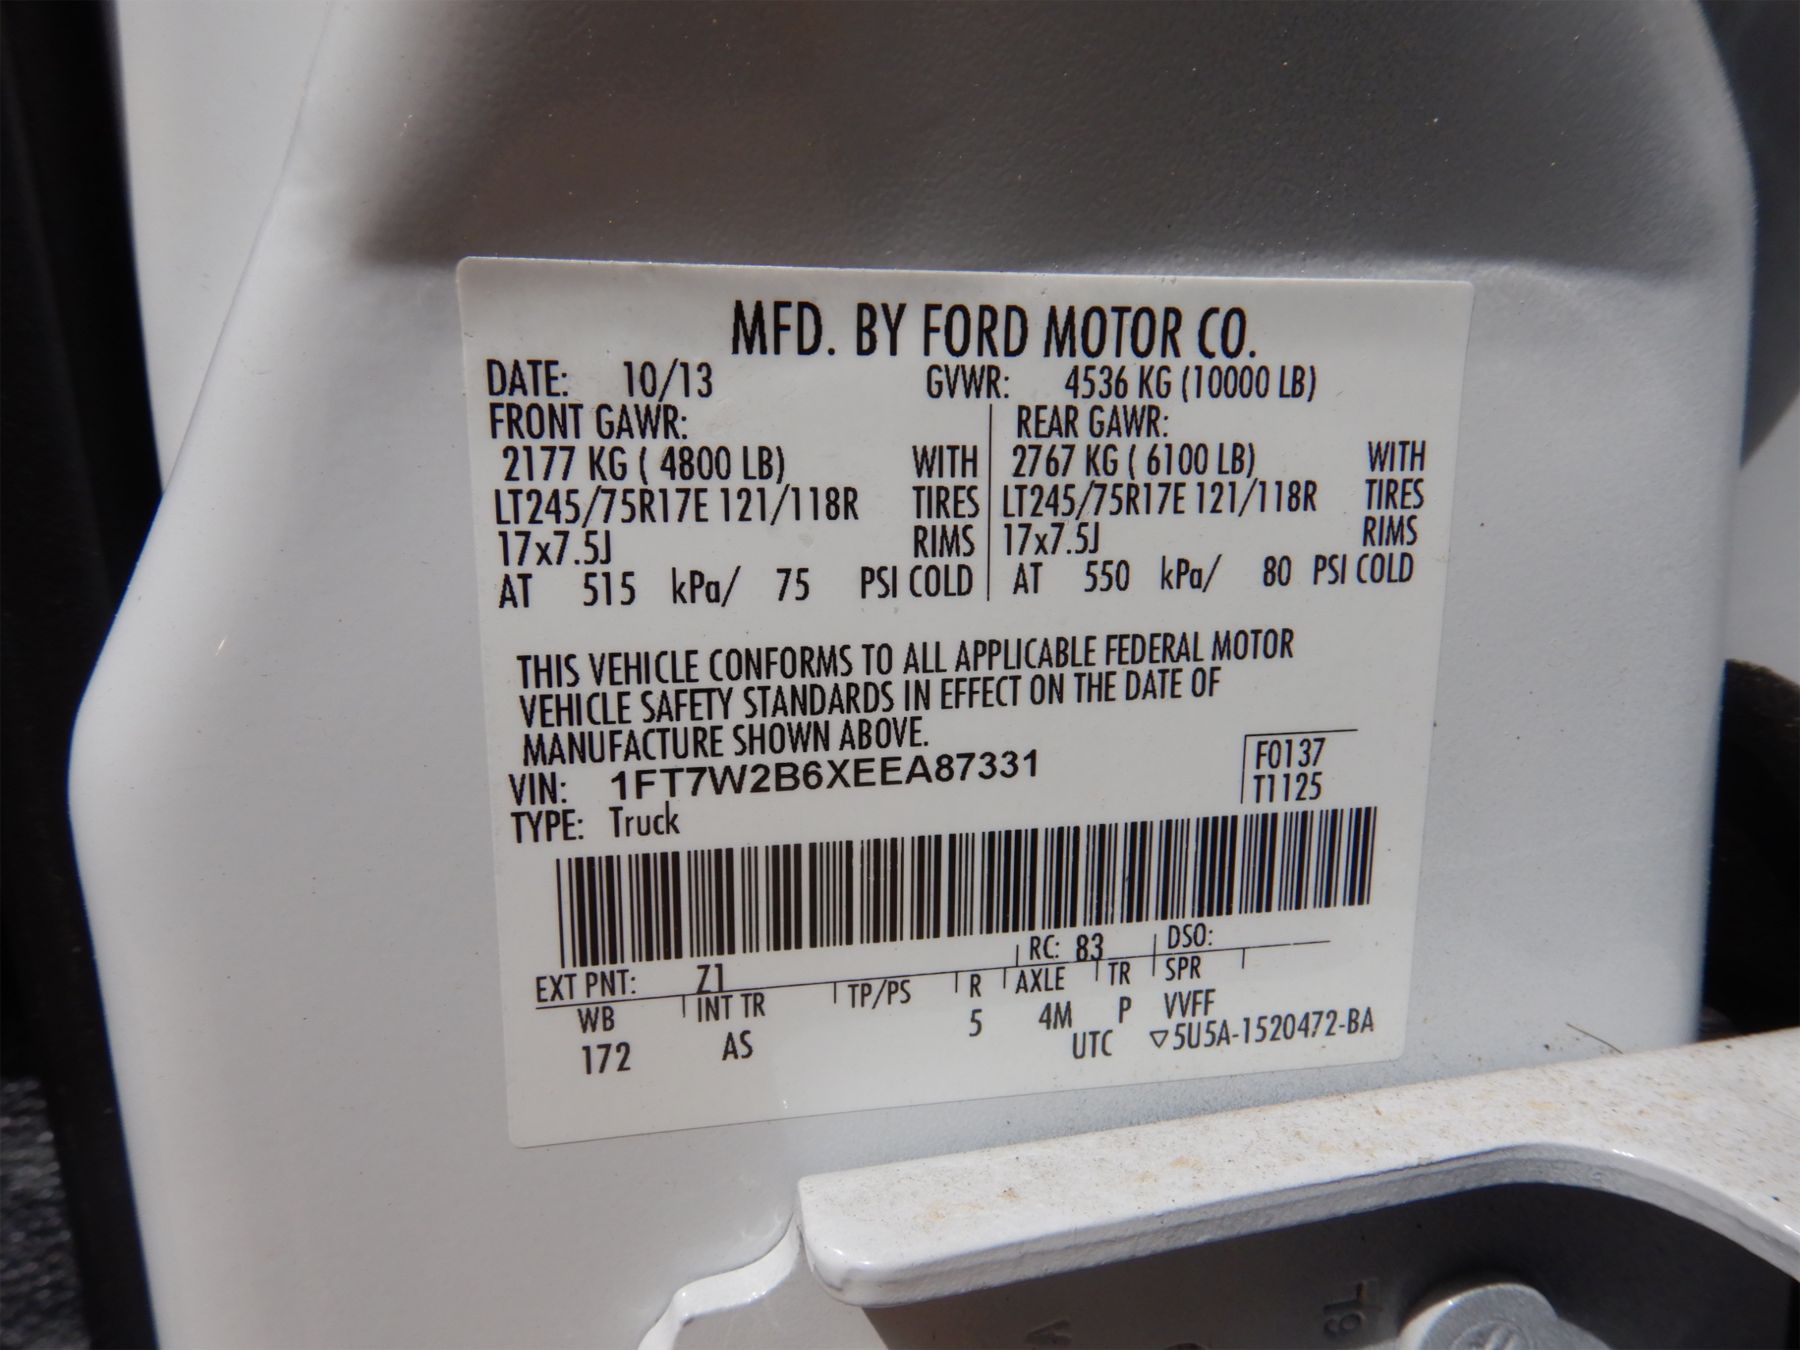 MFD. BY FORD MOTOR CO.
DATE: 10/13 GVWR: 4536 KG (10000 LB)
FRONT GAWR: REAR GAWR:
2177 KG ( 4800 LB) WITH 2767 KG ( 6100 LB) WITH
LT245/75R17E 121/118R TIRES LT245/75R17E 121/118R TIRES
17x7.5J RIMS 17x7.5J RIMS
AT 515 kPa/ 75 PSI COLD AT 550 kPa/ 80 PSI COLD
THIS VEHICLE CONFORMS TO ALL APPLICABLE FEDERAL MOTOR
VEHICLE SAFETY STANDARDS IN EFFECT ON THE DATE OF
MANUFACTURE SHOWN ABOVE.
VIN: 1FT7W2B6XEEA87331 F0137
TYPE: Truck T1125
EXT PNT: Z1 RC: 83 DSO:
WB INT TR TP/PS R AXLE TR SPR
172 AS 5 4M P VVFF
UTC ▽5U5A-1520472-BA